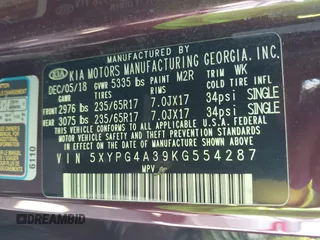 KIA KIA MOTORS MANUFACTURING GEORGIA, INC.
DEC/05/18 GVWR 5335 lbs PAINT M2R TRIM WK
GAWR TIRES RIMS COLD TIRE INFL
FRONT 2976 lbs 235/65R17 7.0JX17 34psi SINGLE
REAR 3075 lbs 235/65R17 7.0JX17 34psi SINGLE
THIS VEHICLE CONFORMS TO ALL APPLICABLE U.S.A. FEDERAL
MOTOR VEHICLE SAFETY AND THEFT PREVENTION STANDARDS IN
EFFECT ON THE DATE OF MANUFACTURE SHOWN ABOVE.
VIN 5XYPG4A39KG554287
MPV
6110
DREAMBID